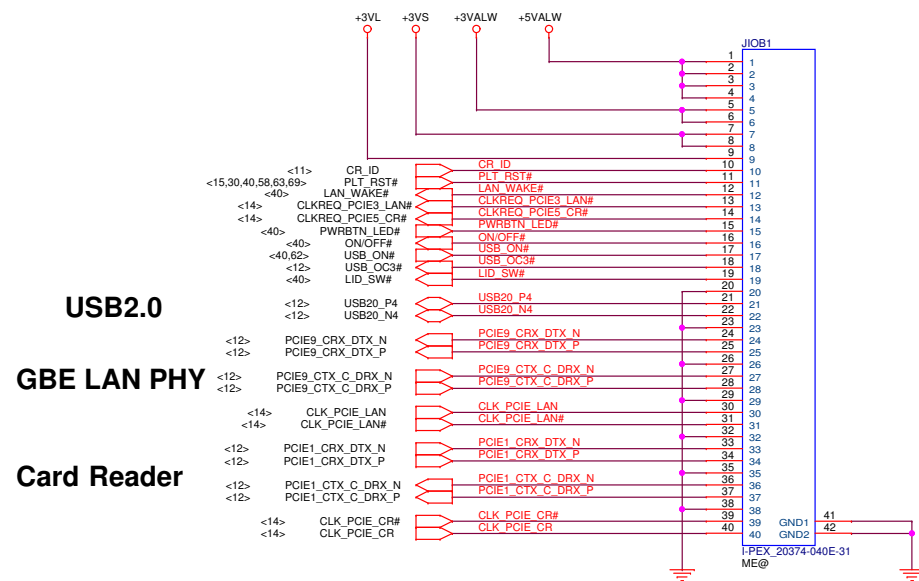 +3VL +3VS +3VALW +5VALW
JIOB1
1 1
2 2
3 3
4 4
5 5
6 6
7 7
8 8
9 9
<11> CR_ID CR_ID 10 10
<15,30,40,58,63,69> PLT_RST# PLT_RST# 11 11
<40> LAN_WAKE# LAN_WAKE# 12 12
<14> CLKREQ_PCIE3_LAN# CLKREQ_PCIE3_LAN# 13 13
<14> CLKREQ_PCIE5_CR# CLKREQ_PCIE5_CR# 14 14
<40> PWRBTN_LED# PWRBTN_LED# 15 15
<40> ON/OFF# ON/OFF# 16 16
<40,62> USB_ON# USB_ON# 17 17
<12> USB_OC3# USB_OC3# 18 18
<40> LID_SW# LID_SW# 19 19
20 20
USB2.0
<12> USB20_P4 USB20_P4 21 21
<12> USB20_N4 USB20_N4 22 22
23 23
<12> PCIE9_CRX_DTX_N PCIE9_CRX_DTX_N 24 24
<12> PCIE9_CRX_DTX_P PCIE9_CRX_DTX_P 25 25
26 26
GBE LAN PHY
<12> PCIE9_CTX_C_DRX_N PCIE9_CTX_C_DRX_N 27 27
<12> PCIE9_CTX_C_DRX_P PCIE9_CTX_C_DRX_P 28 28
29 29
<14> CLK_PCIE_LAN CLK_PCIE_LAN 30 30
<14> CLK_PCIE_LAN# CLK_PCIE_LAN# 31 31
32 32
<12> PCIE1_CRX_DTX_N PCIE1_CRX_DTX_N 33 33
<12> PCIE1_CRX_DTX_P PCIE1_CRX_DTX_P 34 34
35 35
Card Reader
<12> PCIE1_CTX_C_DRX_N PCIE1_CTX_C_DRX_N 36 36
<12> PCIE1_CTX_C_DRX_P PCIE1_CTX_C_DRX_P 37 37
38 38
<14> CLK_PCIE_CR# CLK_PCIE_CR# 39 39 GND1 41
<14> CLK_PCIE_CR CLK_PCIE_CR 40 40 GND2 42
I-PEX_20374-040E-31
ME@